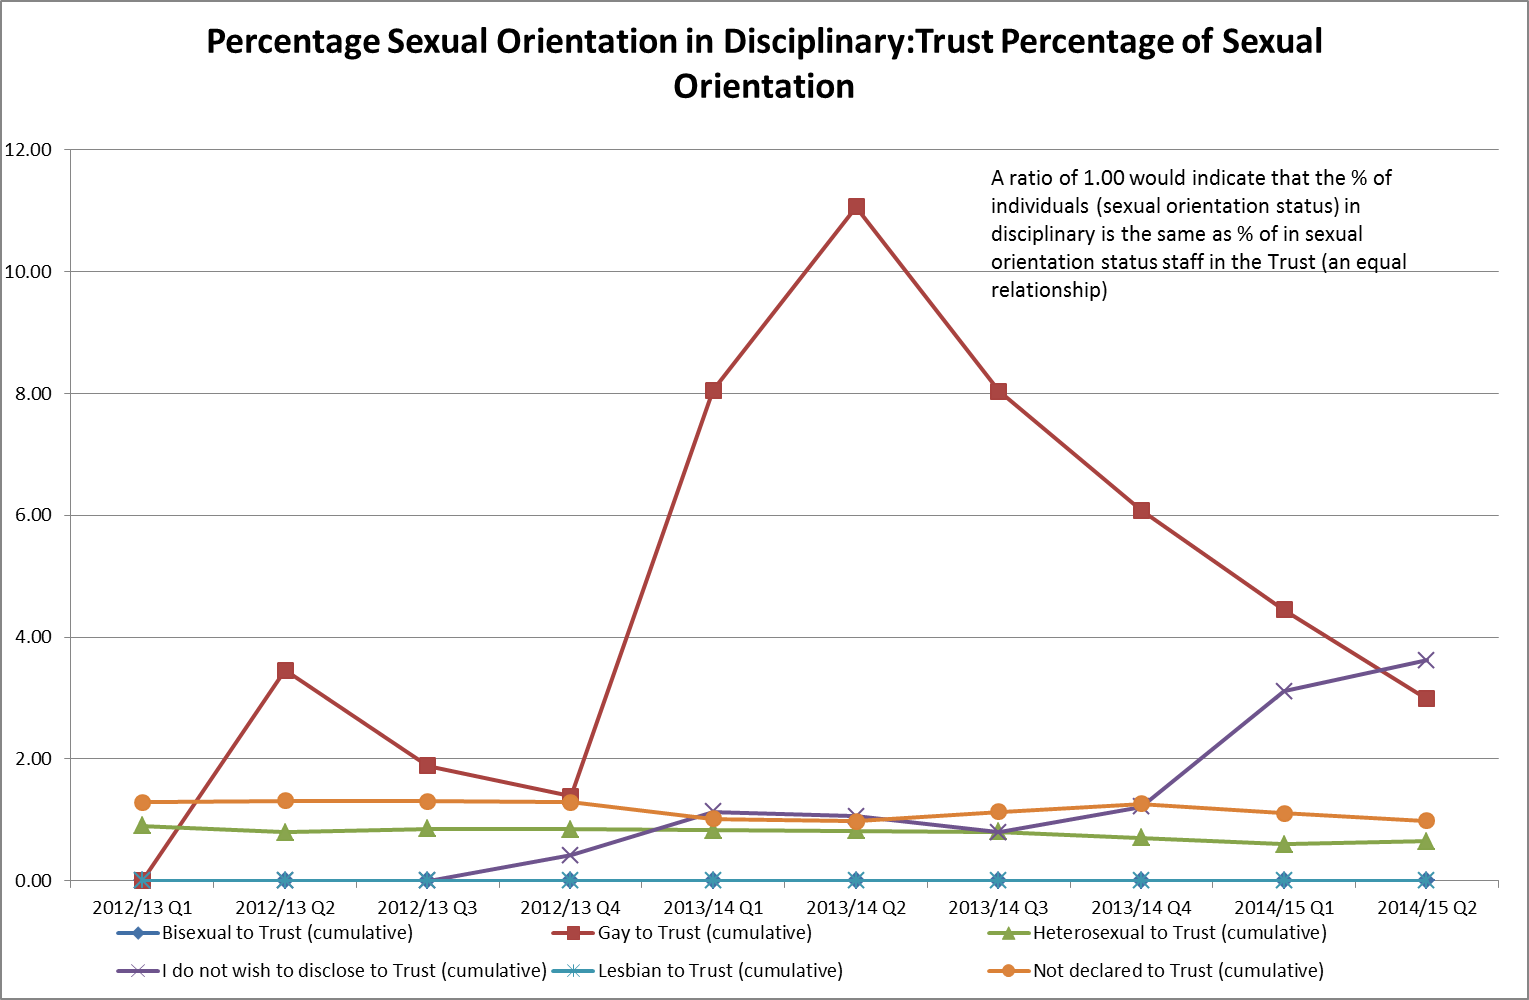 Percentage Sexual Orientation in Disciplinary:Trust Percentage of Sexual
Orientation
12.00
10.00
8.00
6.00
4.00
2.00
0.00
A ratio of 1.00 would indicate that the % of
individuals (sexual orientation status) in
disciplinary is the same as % of in sexual
orientation status staff in the Trust (an equal
relationship)
2012/13 Q1
2012/13 Q2
2012/13 Q3
2012/13 Q4
2013/14 Q1
2013/14 Q2
2013/14 Q3
2013/14 Q4
2014/15 Q1
2014/15 Q2
Bisexual to Trust (cumulative)
Gay to Trust (cumulative)
Heterosexual to Trust (cumulative)
I do not wish to disclose to Trust (cumulative)
Lesbian to Trust (cumulative)
Not declared to Trust (cumulative)